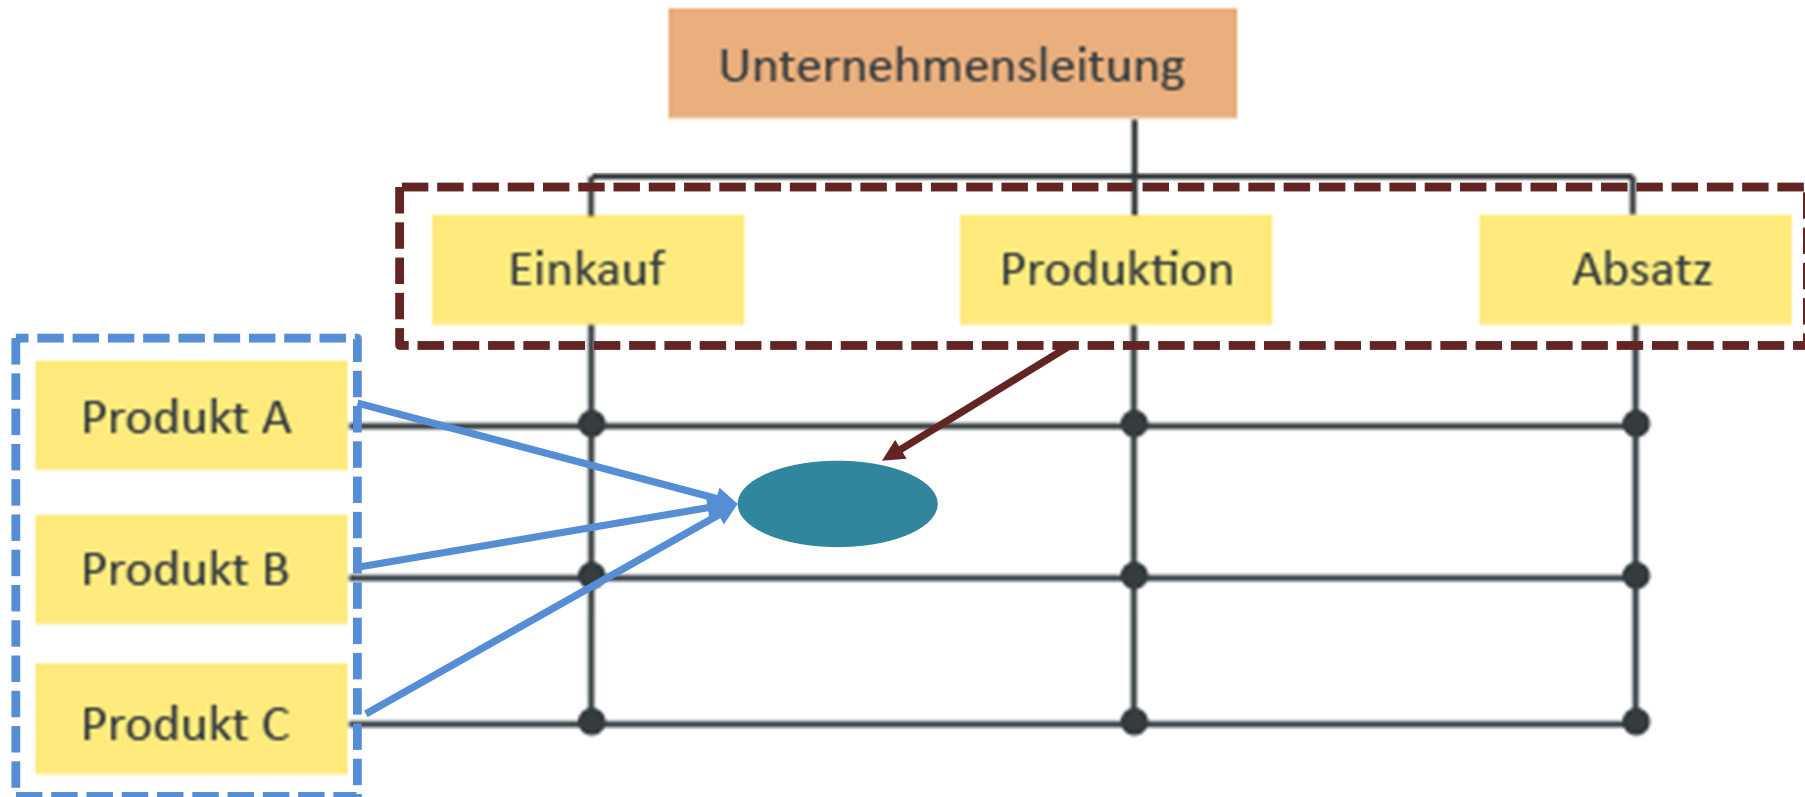 Unternehmensleitung
Einkauf
Produktion
Absatz
Produkt A
Produkt B
Produkt C